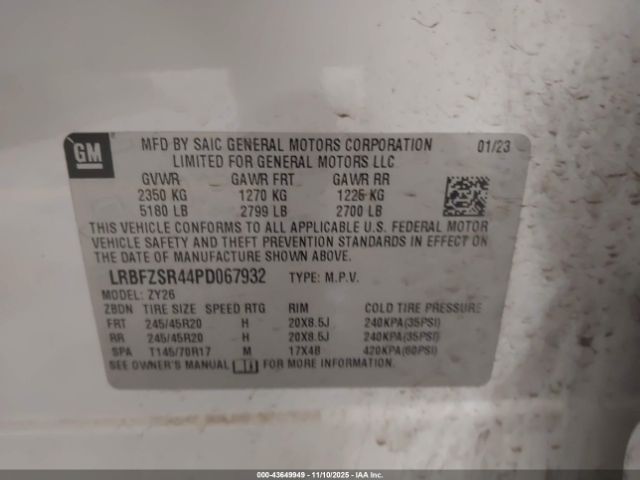 GM
MFD BY SAIC GENERAL MOTORS CORPORATION 01/23
LIMITED FOR GENERAL MOTORS LLC
GVWR GAWR FRT GAWR RR
2350 KG 1270 KG 1225 KG
5180 LB 2799 LB 2700 LB
THIS VEHICLE CONFORMS TO ALL APPLICABLE U.S. FEDERAL MOTOR
VEHICLE SAFETY AND THEFT PREVENTION STANDARDS IN EFFECT ON
THE DATE OF MANUFACTURE SHOWN ABOVE.
LRBFZSR44PD067932 TYPE: M.P.V.
MODEL: ZY26
ZBDN TIRE SIZE SPEED RTG RIM COLD TIRE PRESSURE
FRT 245/45R20 H 20X8.5J 240KPA(35PSI)
RR 245/45R20 H 20X8.5J 240KPA(35PSI)
SPA T145/70R17 M 17X4B 420KPA(60PSI)
SEE OWNER'S MANUAL FOR MORE INFORMATION.
000-43649949 - 11/10/2025 - IAA Inc.